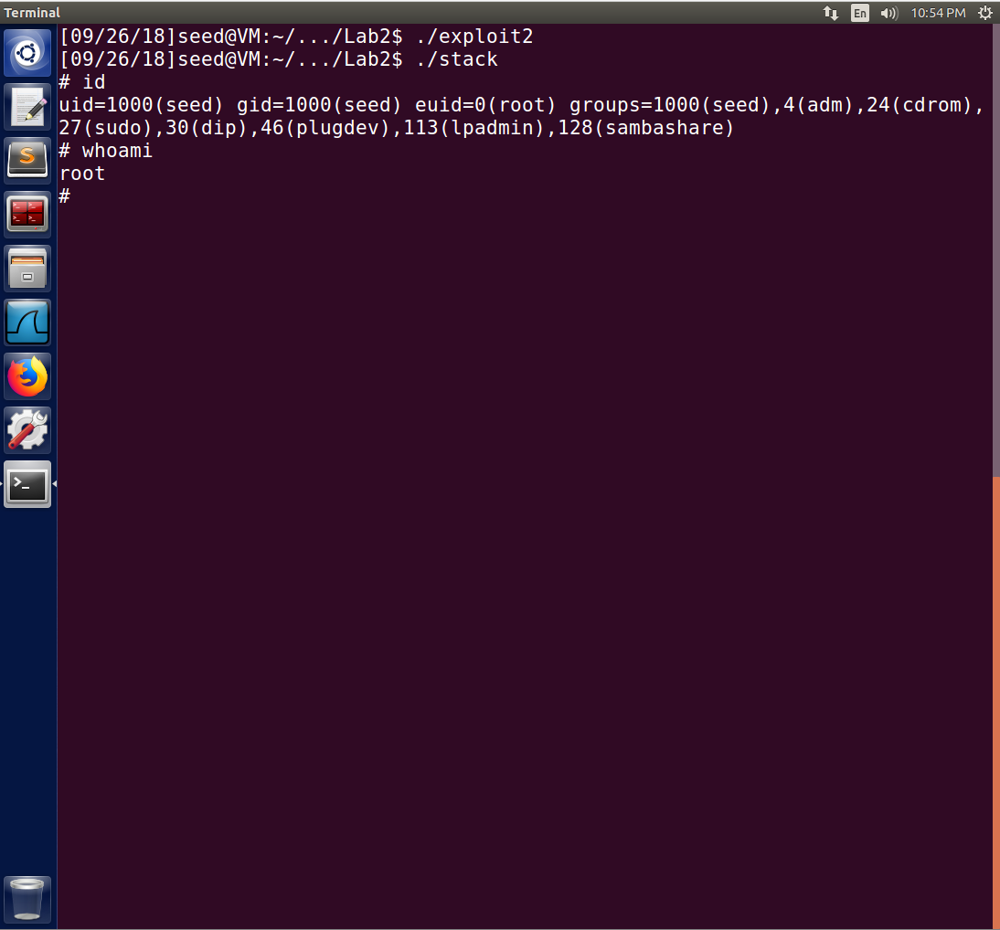 Terminal
En
10:54 PM
[09/26/18]seed@VM:~/.../Lab2$ ./exploit2
[09/26/18]seed@VM:~/.../Lab2$ ./stack
# id
uid=1000(seed) gid=1000(seed) euid=0(root) groups=1000(seed),4(adm),24(cdrom),
27(sudo),30(dip),46(plugdev),113(lpadmin),128(sambashare)
# whoami
root
#